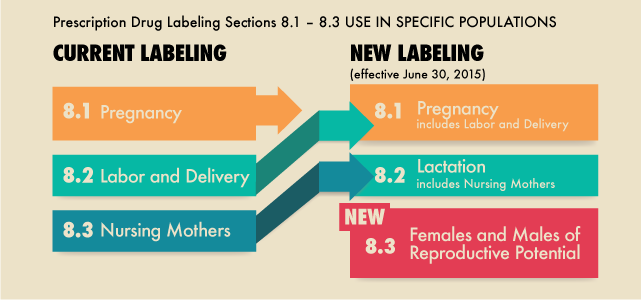 Prescription Drug Labeling Sections 8.1 – 8.3 USE IN SPECIFIC POPULATIONS
CURRENT LABELING
8.1 Pregnancy
8.2 Labor and Delivery
8.3 Nursing Mothers
NEW LABELING
(effective June 30, 2015)
8.1 Pregnancy
includes Labor and Delivery
8.2 Lactation
includes Nursing Mothers
NEW
8.3 Females and Males of
Reproductive Potential